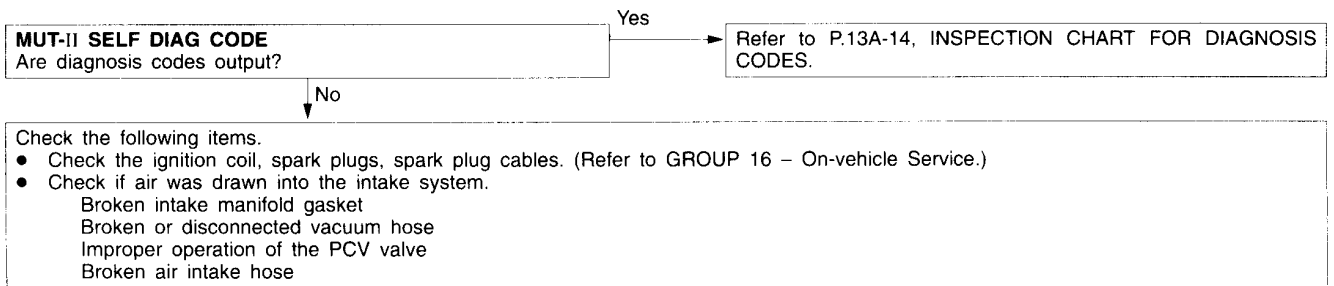 Yes
MUT-II SELF DIAG CODE
Are diagnosis codes output?
Refer to P.13A-14, INSPECTION CHART FOR DIAGNOSIS
CODES.
No
Check the following items.
● Check the ignition coil, spark plugs, spark plug cables. (Refer to GROUP 16 – On-vehicle Service.)
● Check if air was drawn into the intake system.
Broken intake manifold gasket
Broken or disconnected vacuum hose
Improper operation of the PCV valve
Broken air intake hose